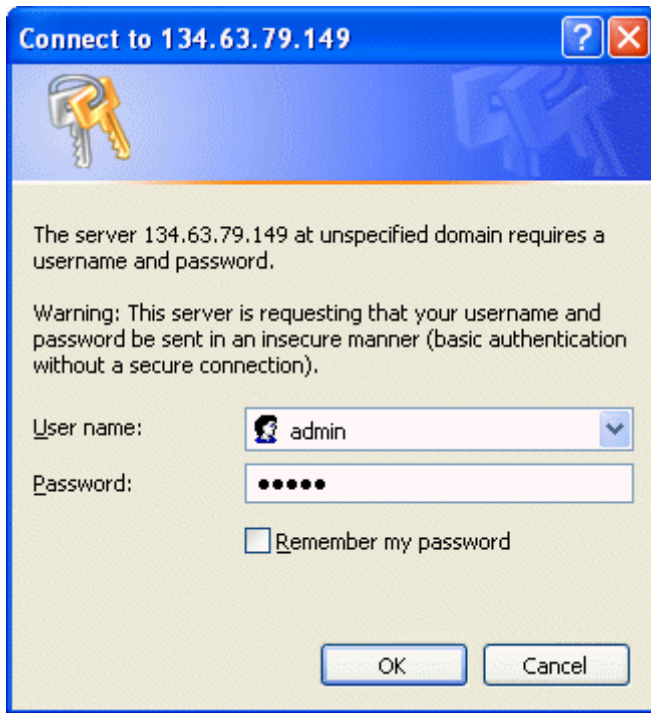 Connect to 134.63.79.149
The server 134.63.79.149 at unspecified domain requires a
username and password.
Warning: This server is requesting that your username and
password be sent in an insecure manner (basic authentication
without a secure connection).
User name:
admin
Password:
•••••
Remember my password
OK
Cancel